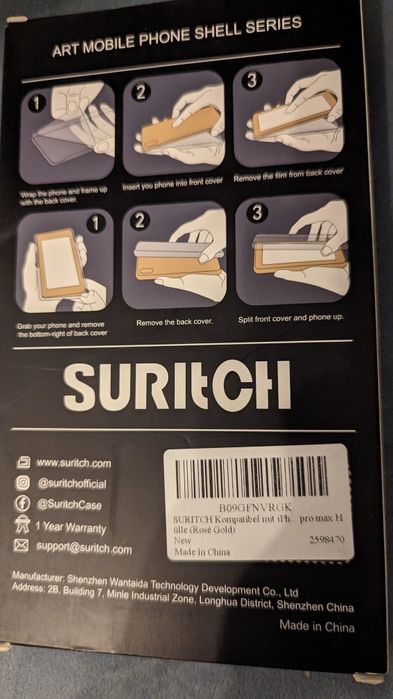 ART MOBILE PHONE SHELL SERIES
1
2
3
Wrap the phone and frame up
with the back cover.
Insert you phone into front cover
Remove the film from back cover
1
2
3
Grab your phone and remove
the bottom-right of back cover
Remove the back cover.
Split front cover and phone up.
SURItCH
www.suritch.com
@suritchofficial
@SuritchCase
1 Year Warranty
support@suritch.com
B09GFNVRGK
SURITCH Kompatibel mit iPh... pro max H
ülle (Rosé Gold)
New
2598470
Made In China
Manufacturer: Shenzhen Wantaida Technology Development Co., Ltd
Address: 2B, Building 7, Minle Industrial Zone, Longhua District, Shenzhen China
Made in China